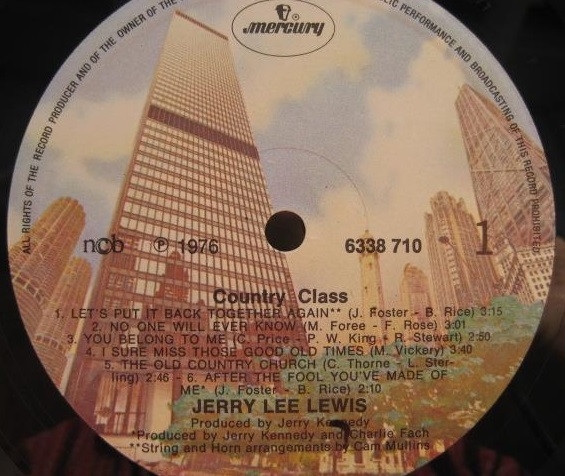 ALL RIGHTS OF THE RECORD PRODUCER AND OF THE OWNER OF THE
PUBLIC PERFORMANCE AND BROADCASTING OF THIS RECORD PROHIBITED
mercury
ncb ℗ 1976 6338 710 1
Country Class
1. LET'S PUT IT BACK TOGETHER AGAIN** (J. Foster - B. Rice) 3:15
2. NO ONE WILL EVER KNOW (M. Foree - F. Rose) 3:01
3. YOU BELONG TO ME (C. Price - P. W. King - R. Stewart) 2:50
4. I SURE MISS THOSE GOOD OLD TIMES (M. Vickery) 3:40
5. THE OLD COUNTRY CHURCH (C. Thorne - L. Ster-
ling) 2:46 - 6. AFTER THE FOOL YOU'VE MADE OF
ME* (J. Foster - B. Rice) 2:10
JERRY LEE LEWIS
Produced by Jerry Kennedy
*Produced by Jerry Kennedy and Charlie Fach
**String and Horn arrangements by Cam Mullins